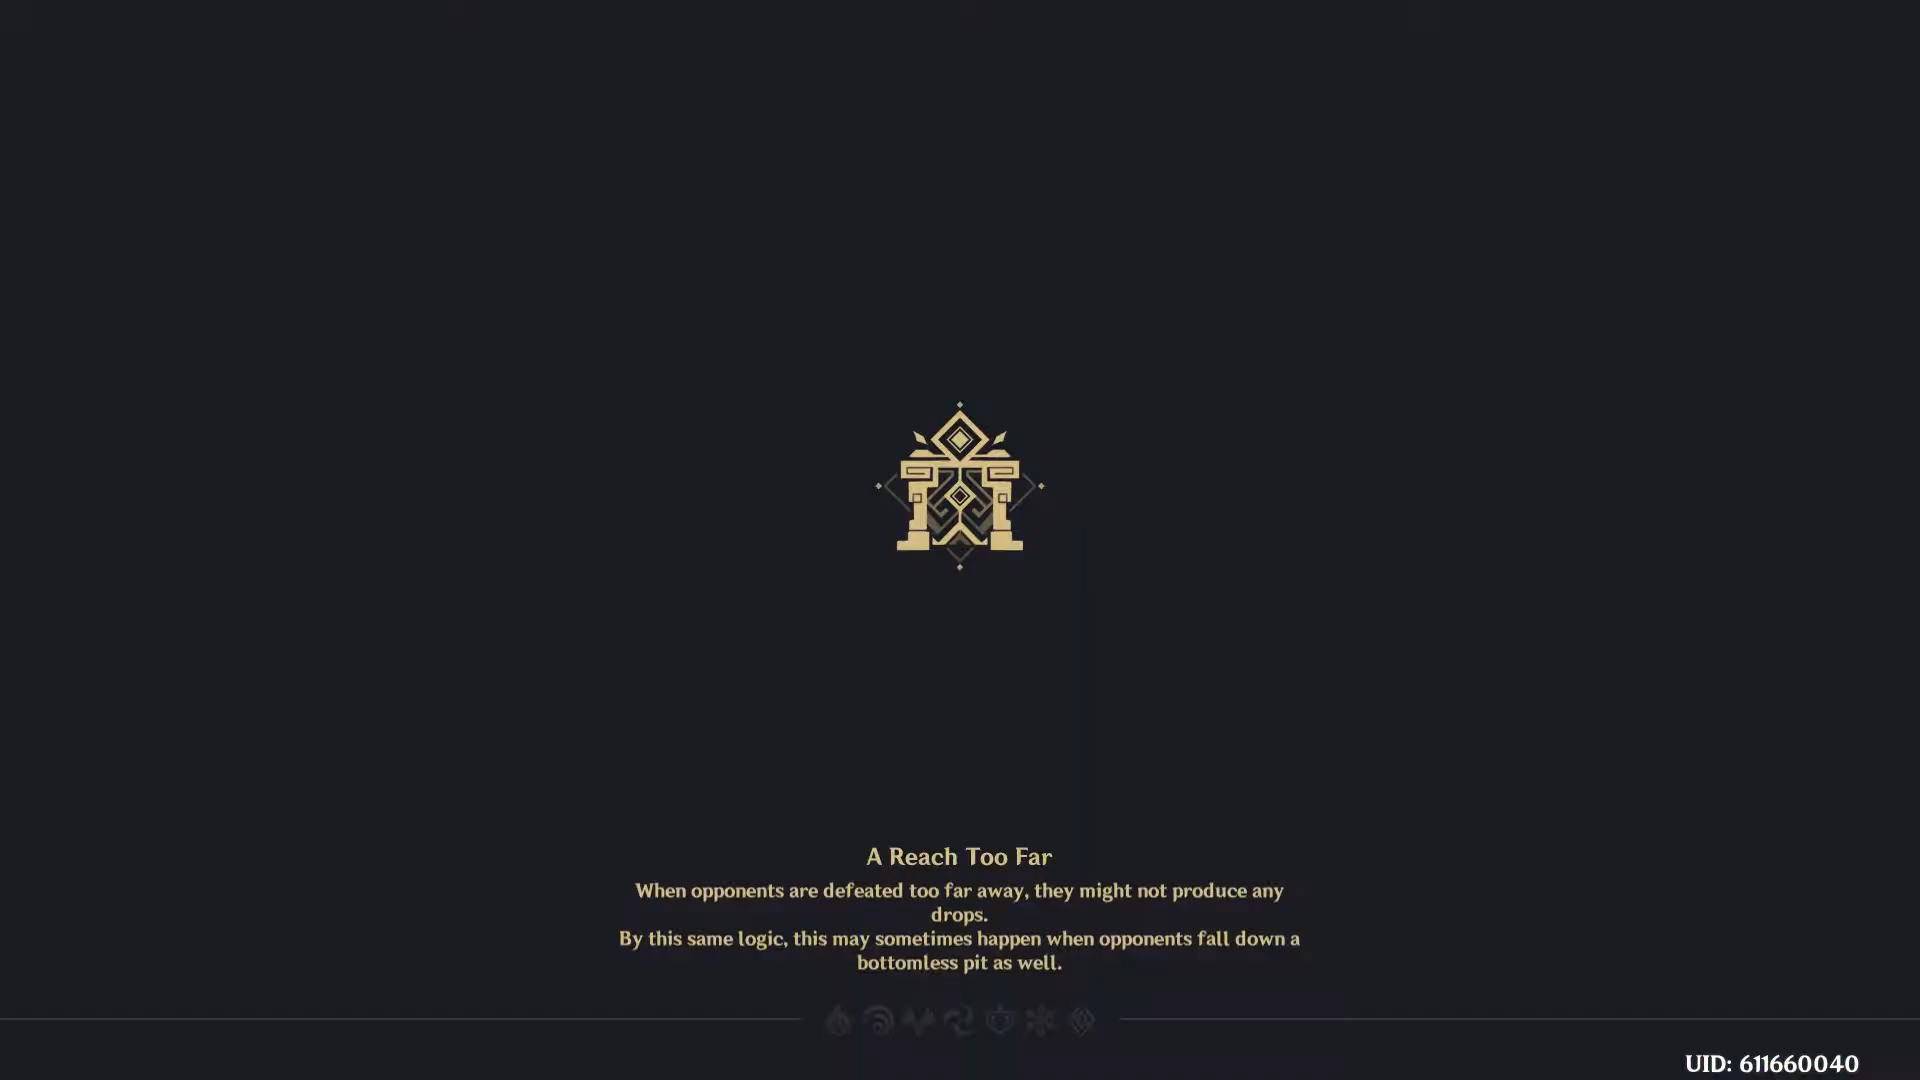 A Reach Too Far
When opponents are defeated too far away, they might not produce any
drops.
By this same logic, this may sometimes happen when opponents fall down a
bottomless pit as well.
UID: 611660040